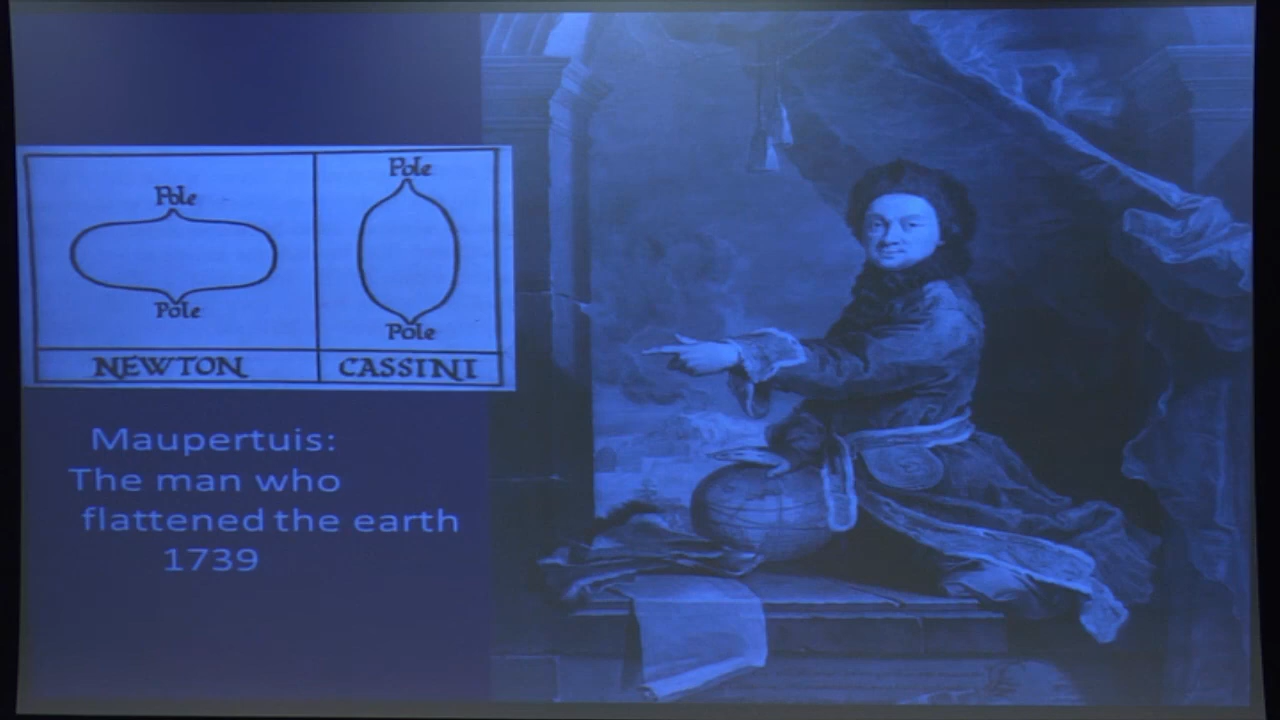 Pole
Pole
NEWTON
Pole
Pole
CASSINI
Maupertuis:
The man who
flattened the earth
1739